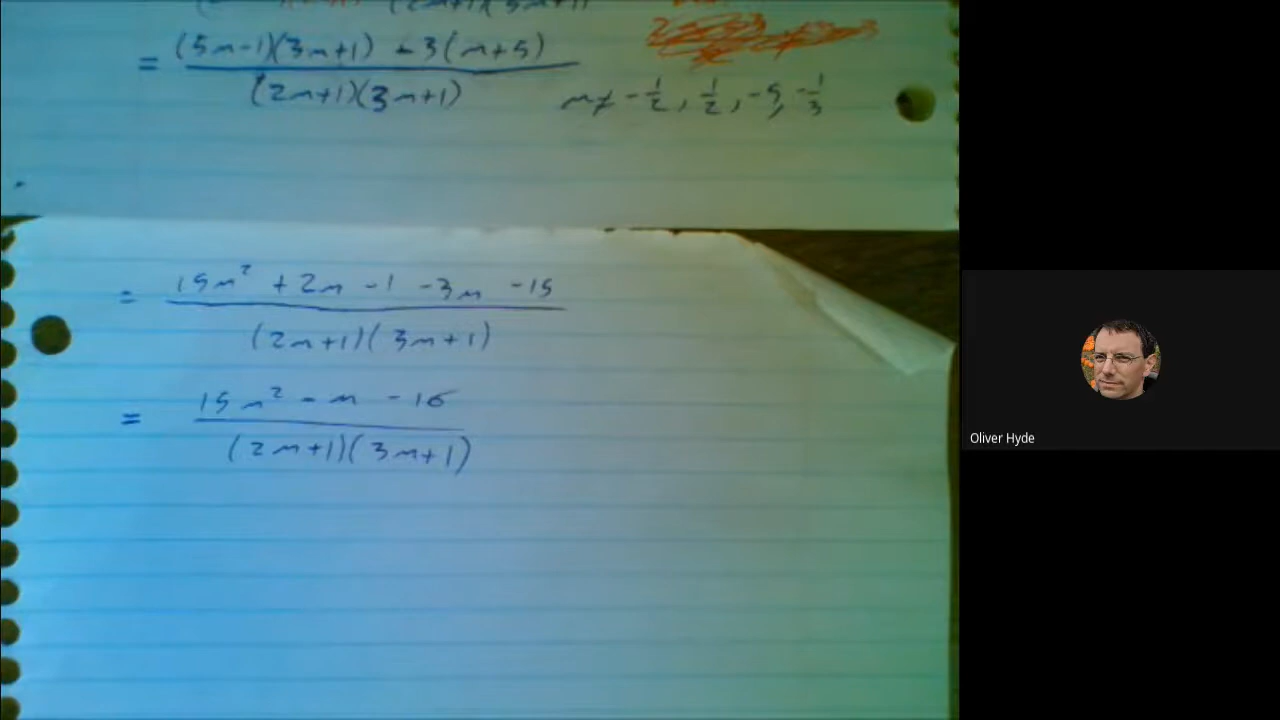 (5m-1)(3m+1) - 3(m+5)
=
(2m+1)(3m+1)
m≠ -1/2, 1/2, -5, -1/3
= 15m² + 2m -1 -3m -15
(2m+1)(3m+1)
= 15m² - m -16
(2m+1)(3m+1)
Oliver Hyde